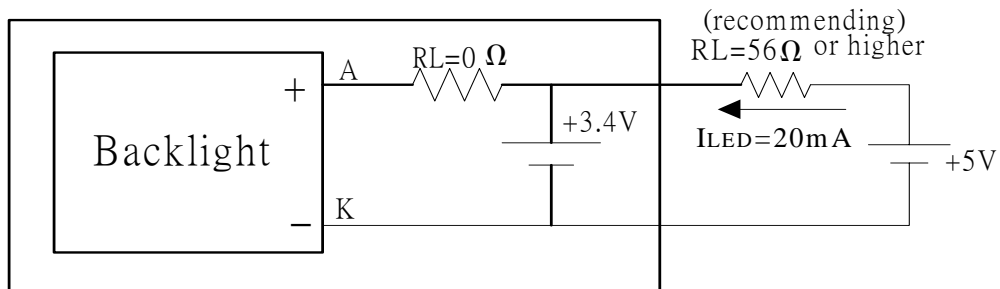 (recommending)
RL=56Ω or higher
A
RL=0 Ω
+
ILED=20mA
+3.4V
Backlight
+5V
K
−